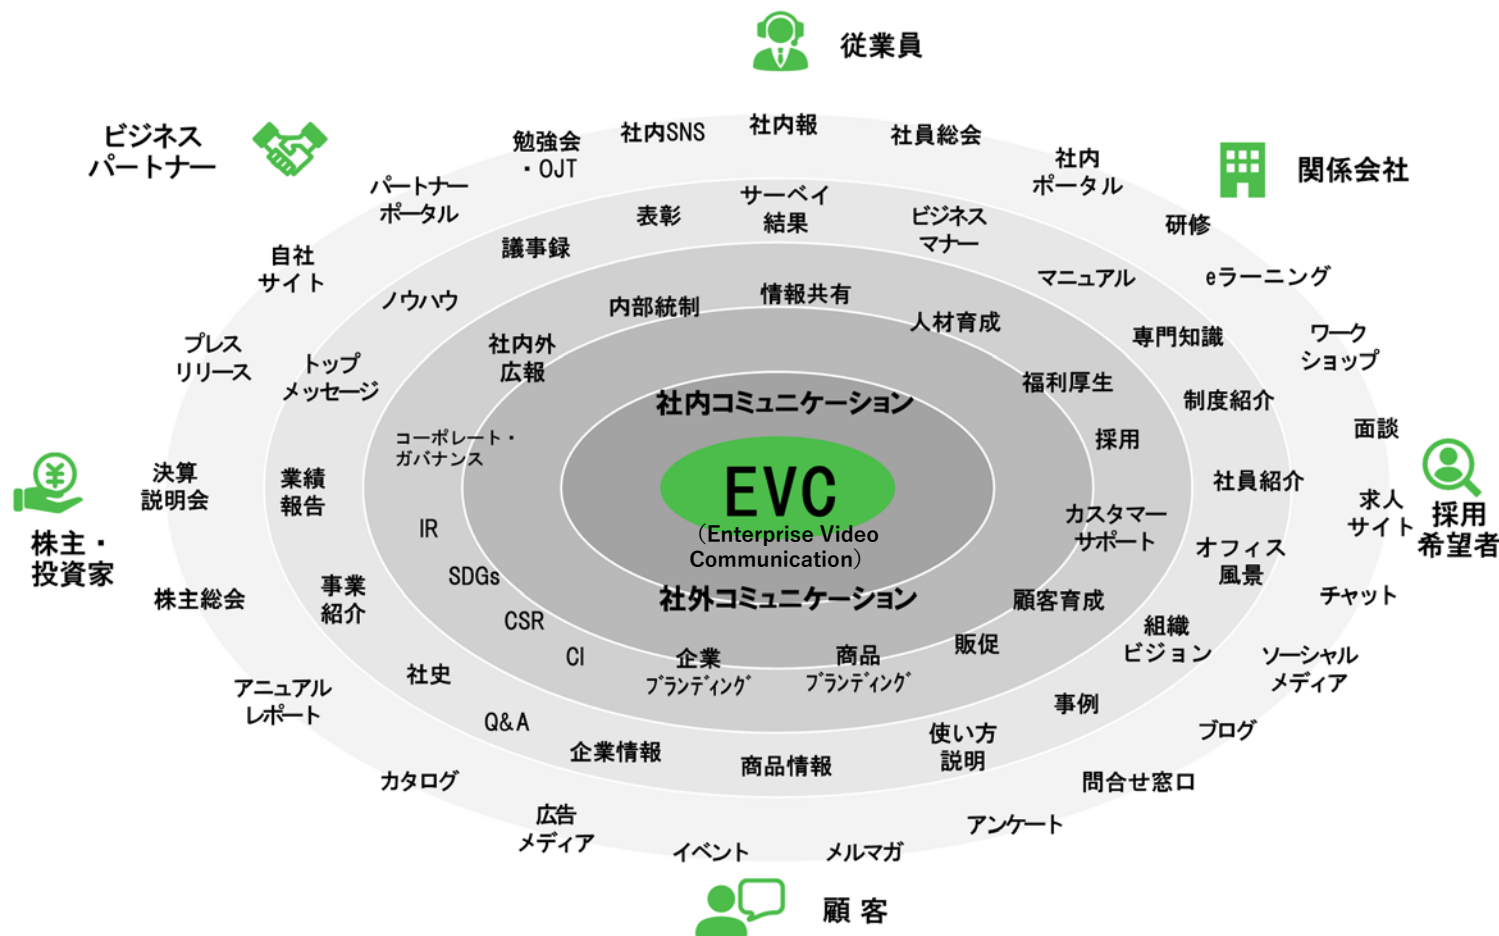 従業員
ビジネス
パートナー
関係会社
勉強会
・OJT
社内SNS
社内報
社員総会
社内
ポータル
研修
eラーニング
ワーク
ショップ
面談
求人
サイト
採用
希望者
チャット
ソーシャル
メディア
ブログ
問合せ窓口
アンケート
メルマガ
イベント
広告
メディア
カタログ
アニュアル
レポート
株主総会
決算
説明会
株主・
投資家
プレス
リリース
自社
サイト
パートナー
ポータル
議事録
表彰
サーベイ
結果
ビジネス
マナー
マニュアル
専門知識
制度紹介
社員紹介
オフィス
風景
組織
ビジョン
事例
使い方
説明
商品情報
企業情報
Q&A
社史
事業
紹介
業績
報告
トップ
メッセージ
ノウハウ
社内外
広報
内部統制
情報共有
人材育成
福利厚生
採用
カスタマー
サポート
顧客育成
販促
商品
ブランディング
企業
ブランディング
CI
CSR
SDGs
IR
コーポレート・
ガバナンス
社内コミュニケーション
EVC
（Enterprise Video
Communication）
社外コミュニケーション
顧 客